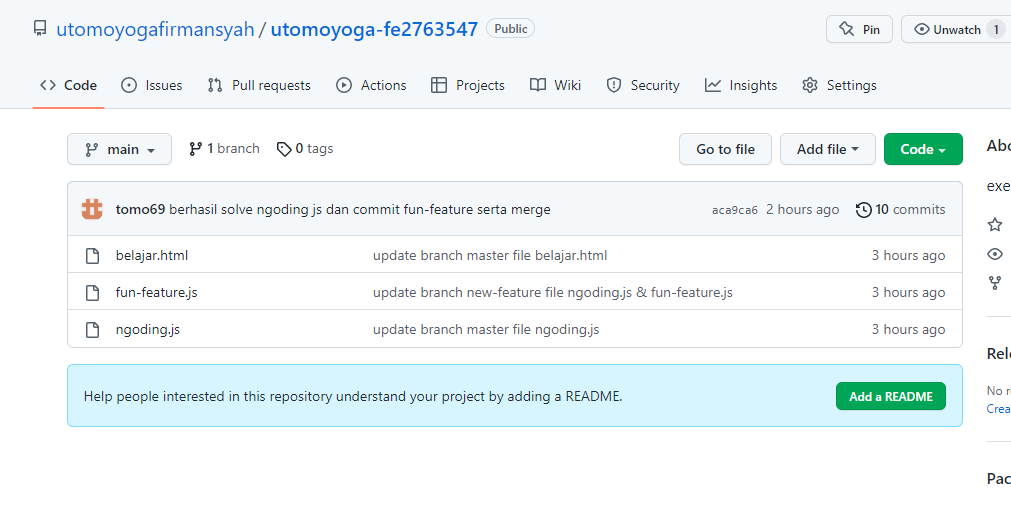 utomoyogafirmansyah / utomoyoga-fe2763547 Public Pin Unwatch 1
Code Issues Pull requests Actions Projects Wiki Security Insights Settings
main 1 branch 0 tags Go to file Add file Code
tomo69 berhasil solve ngoding js dan commit fun-feature serta merge aca9ca6 2 hours ago 10 commits
belajar.html update branch master file belajar.html 3 hours ago
fun-feature.js update branch new-feature file ngoding.js & fun-feature.js 3 hours ago
ngoding.js update branch master file ngoding.js 3 hours ago
Help people interested in this repository understand your project by adding a README. Add a README
Abo
exe
Rele
No r
Crea
Pac